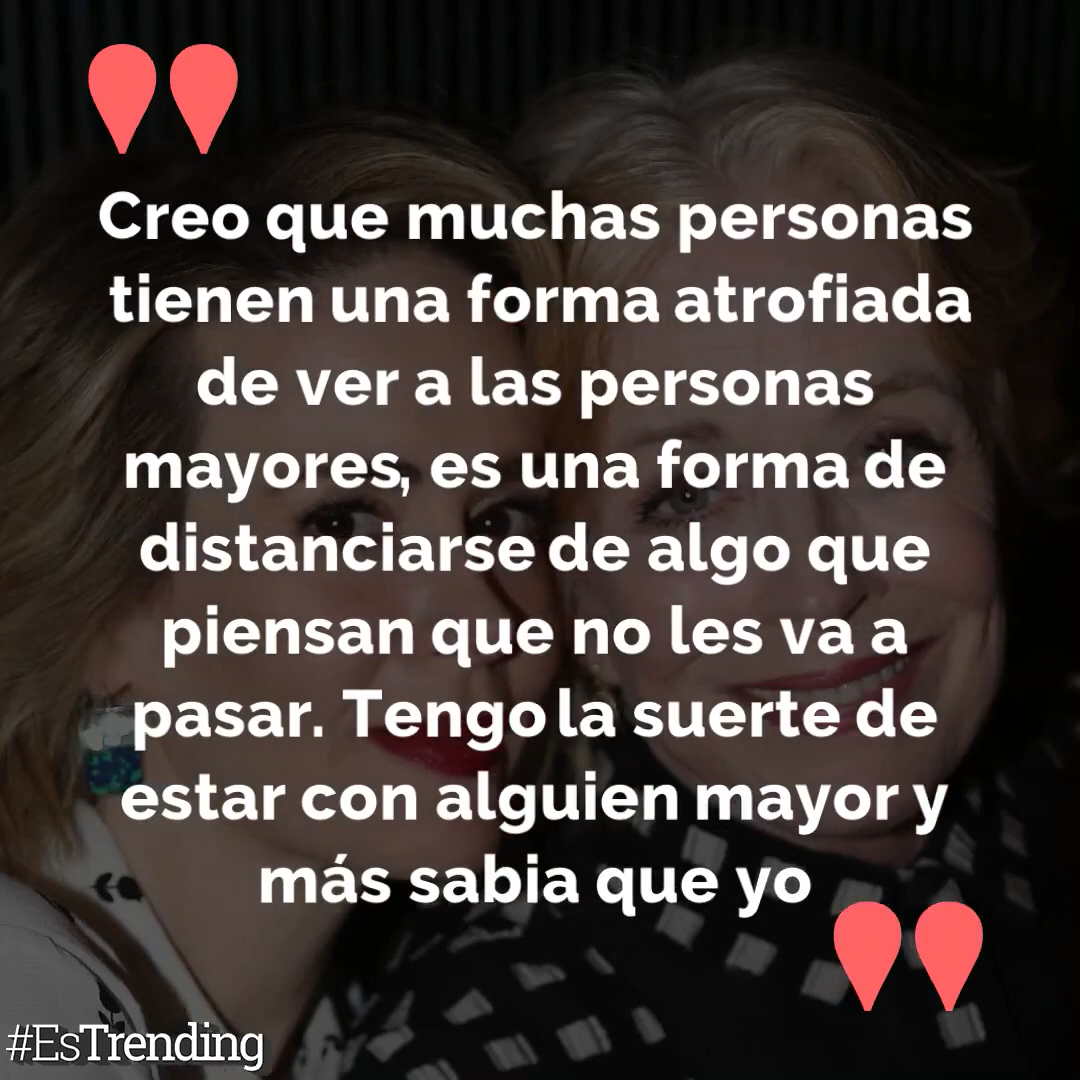 Creo que muchas personas
tienen una forma atrofiada
de ver a las personas
mayores, es una forma de
distanciarse de algo que
piensan que no les va a
pasar. Tengo la suerte de
estar con alguien mayor y
más sabia que yo
#EsTrending